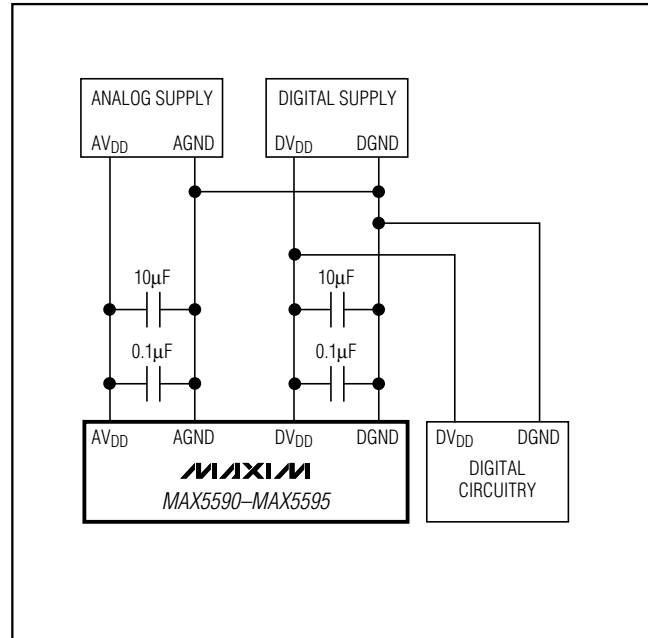 ANALOG SUPPLY
DIGITAL SUPPLY
AVDD AGND
DVDD DGND
10μF
10μF
0.1μF
0.1μF
AVDD AGND DVDD DGND
MAXIM
MAX5590–MAX5595
DVDD DGND
DIGITAL
CIRCUITRY